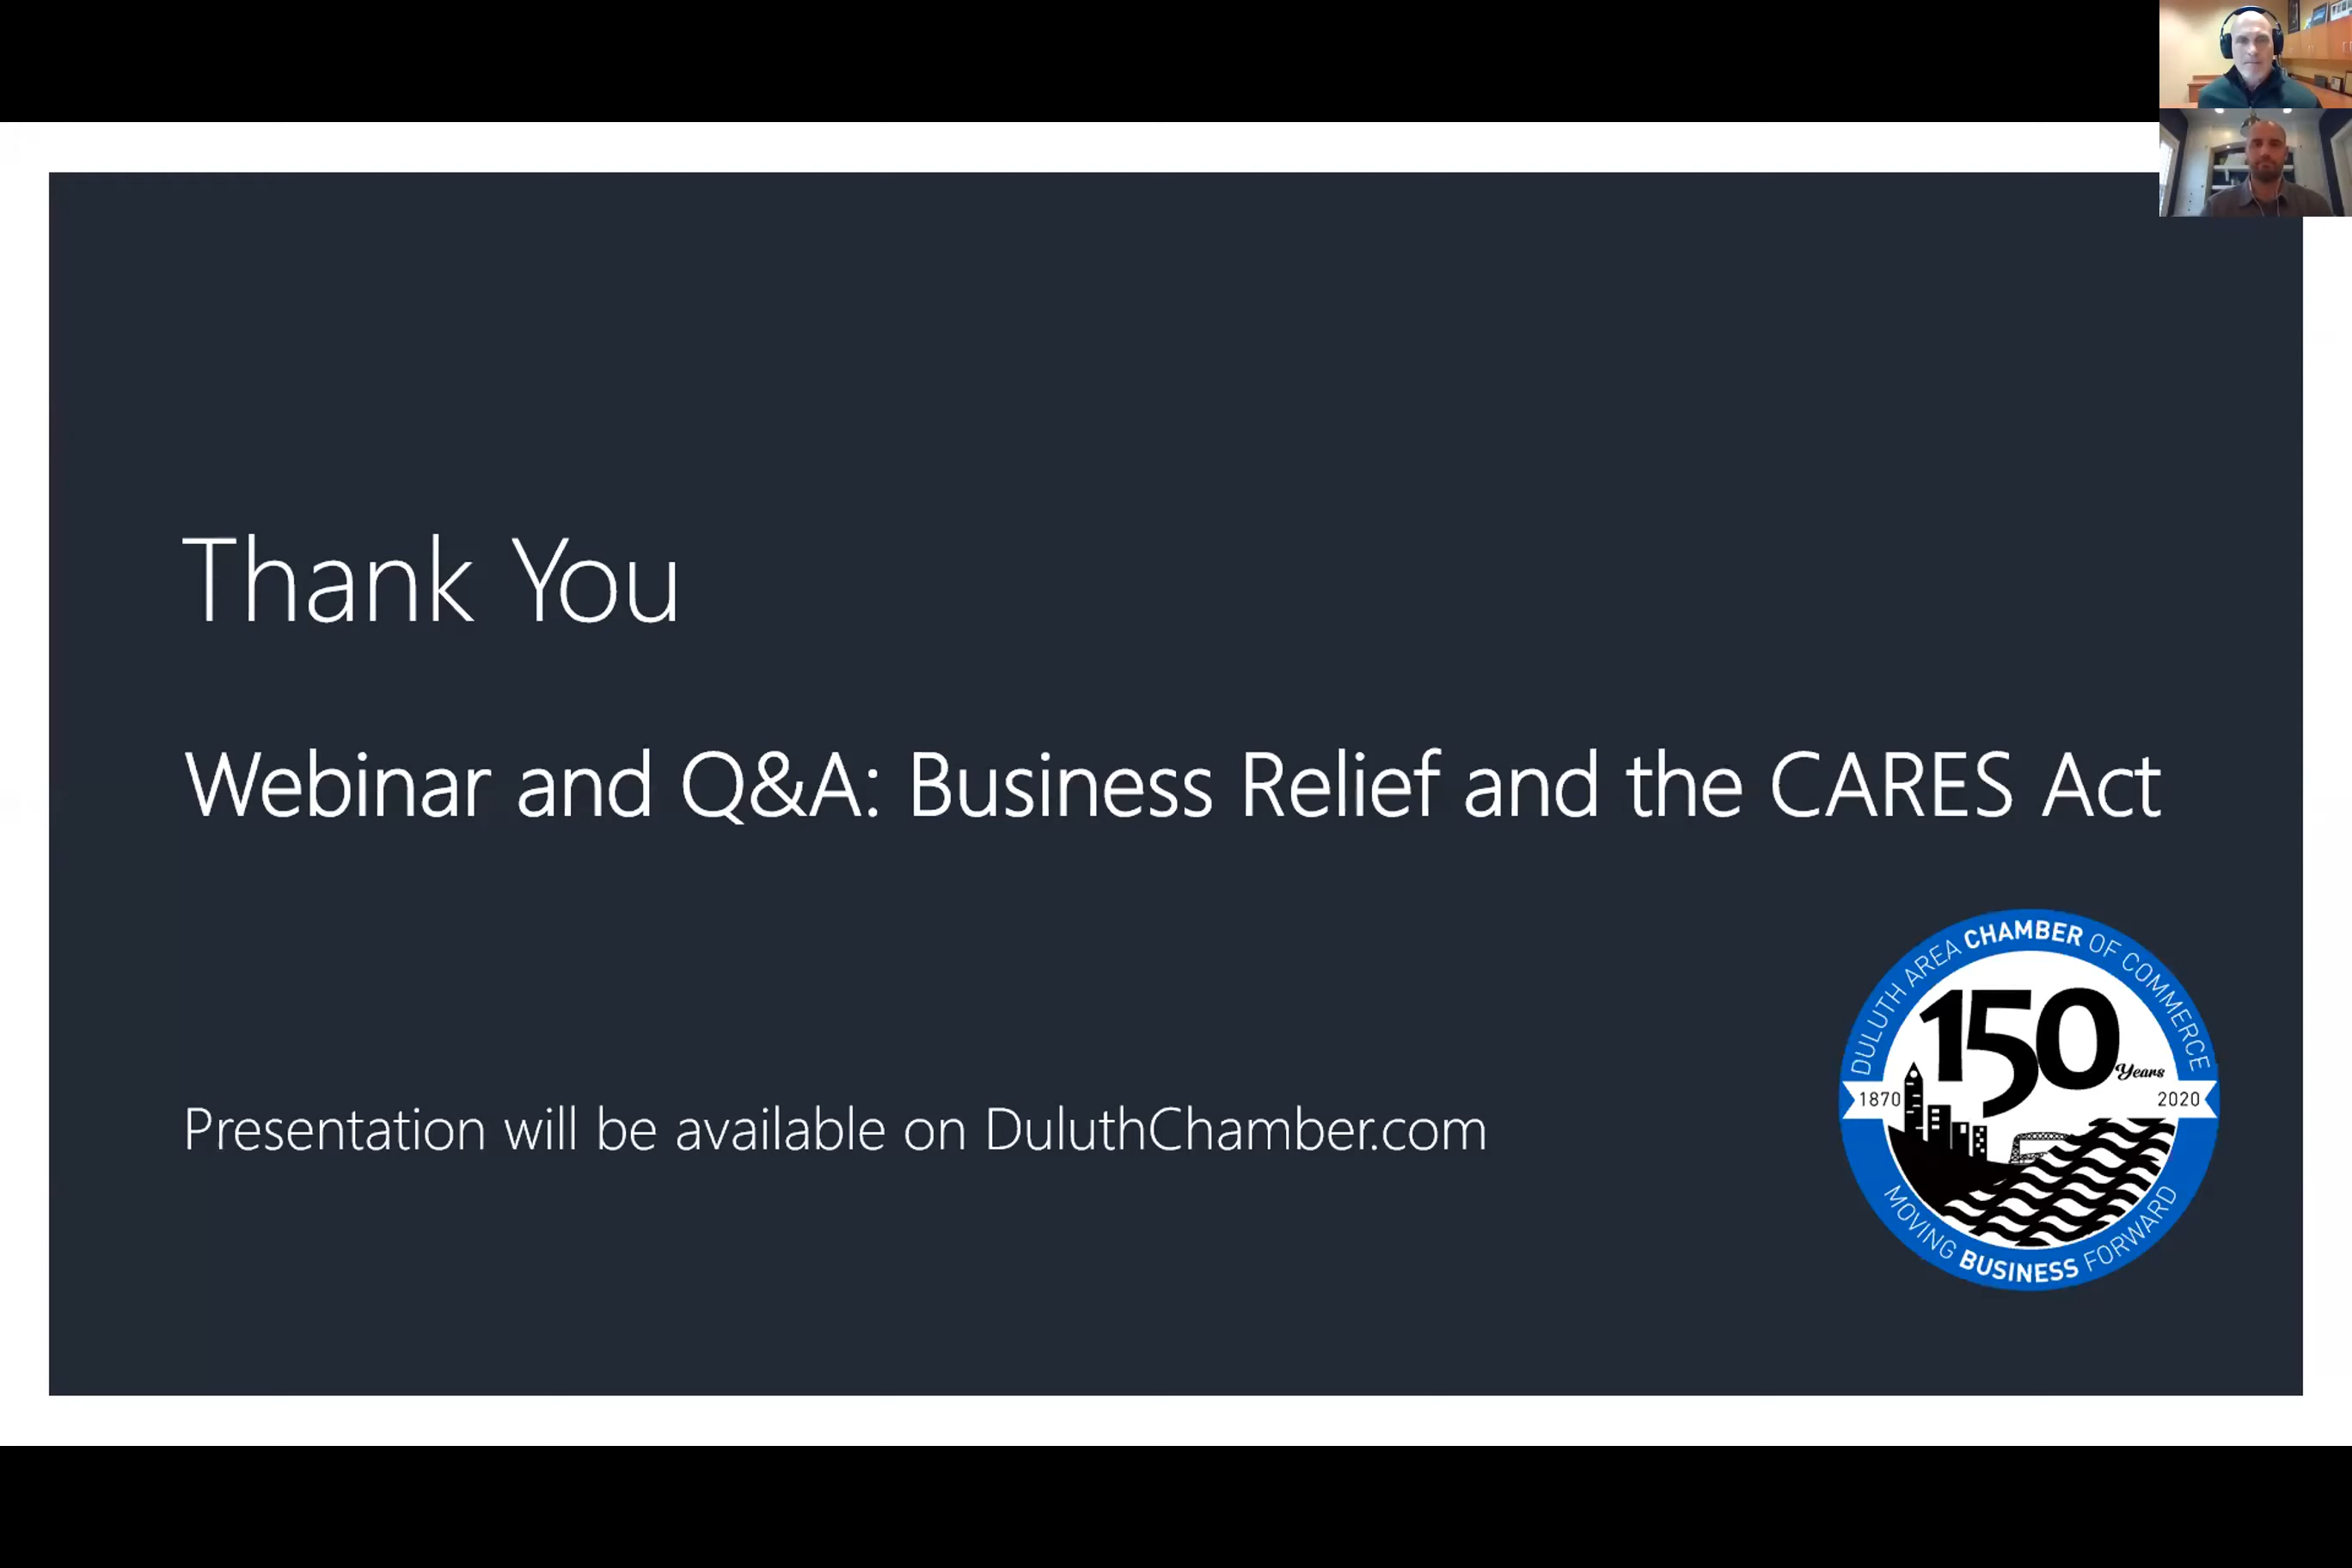 Thank You
Webinar and Q&A: Business Relief and the CARES Act
Presentation will be available on DuluthChamber.com
DULUTH AREA CHAMBER OF COMMERCE
150 Years
1870
2020
MOVING BUSINESS FORWARD